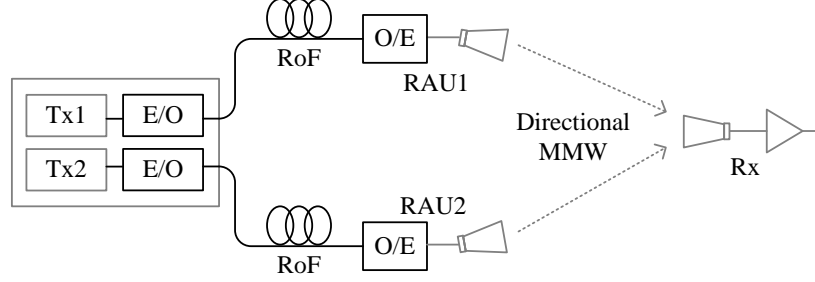 RoF
O/E
RAU1
Tx1
E/O
Tx2
E/O
Directional
MMW
Rx
RAU2
O/E
RoF